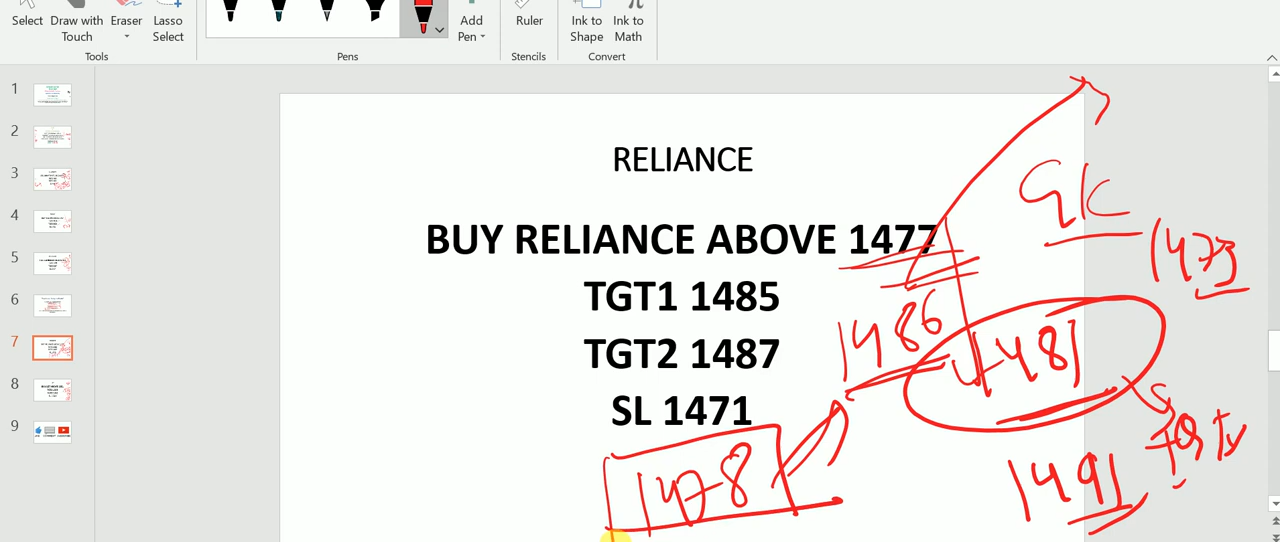 Select
Draw with Touch
Eraser
Lasso Select
Add Pen
Ruler
Ink to Shape
Ink to Math
Tools
Pens
Stencils
Convert
1
2
3
4
5
6
7
8
9
RELIANCE
BUY RELIANCE ABOVE 1477
TGT1 1485
TGT2 1487
SL 1471
1473
1486
1481
1478
1491